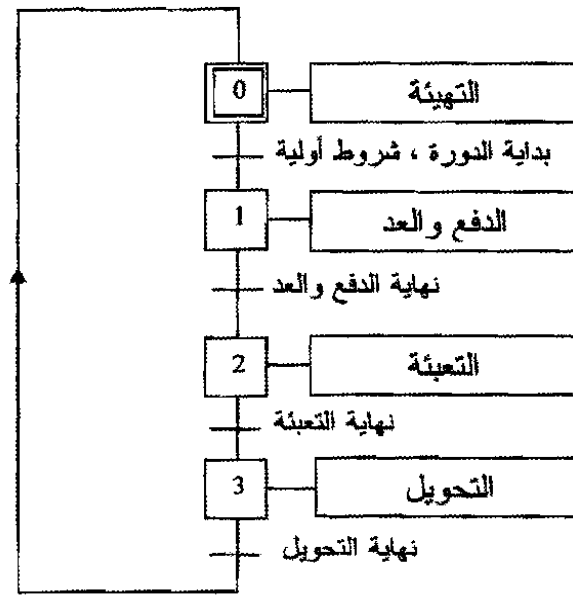 0
التهيئة
بداية الدورة ، شروط أولية
1
الدفع والعد
نهاية الدفع والعد
2
التعبئة
نهاية التعبئة
3
التحويل
نهاية التحويل